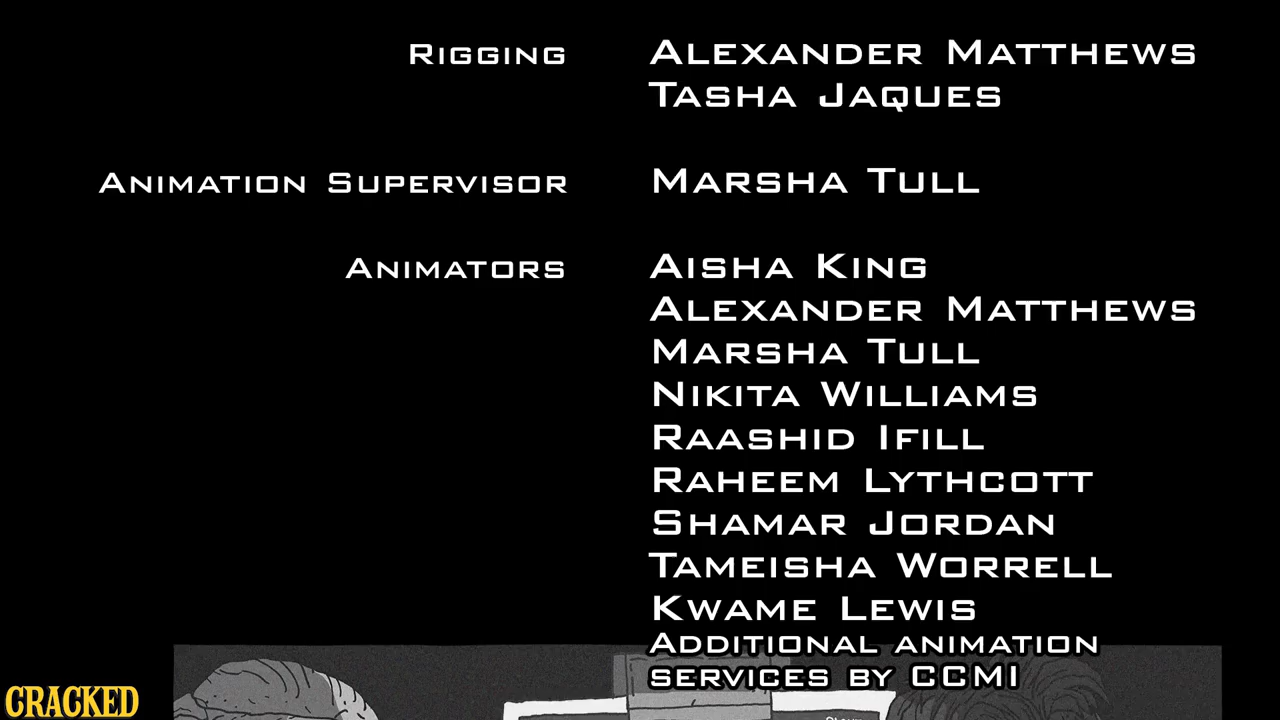 Rigging Alexander Matthews
Tasha Jaques
Animation Supervisor Marsha Tull
Animators Aisha King
Alexander Matthews
Marsha Tull
Nikita Williams
Raashid Ifill
Raheem Lythcott
Shamar Jordan
Tameisha Worrell
Kwame Lewis
Additional animation
services by CCMI
CRACKED